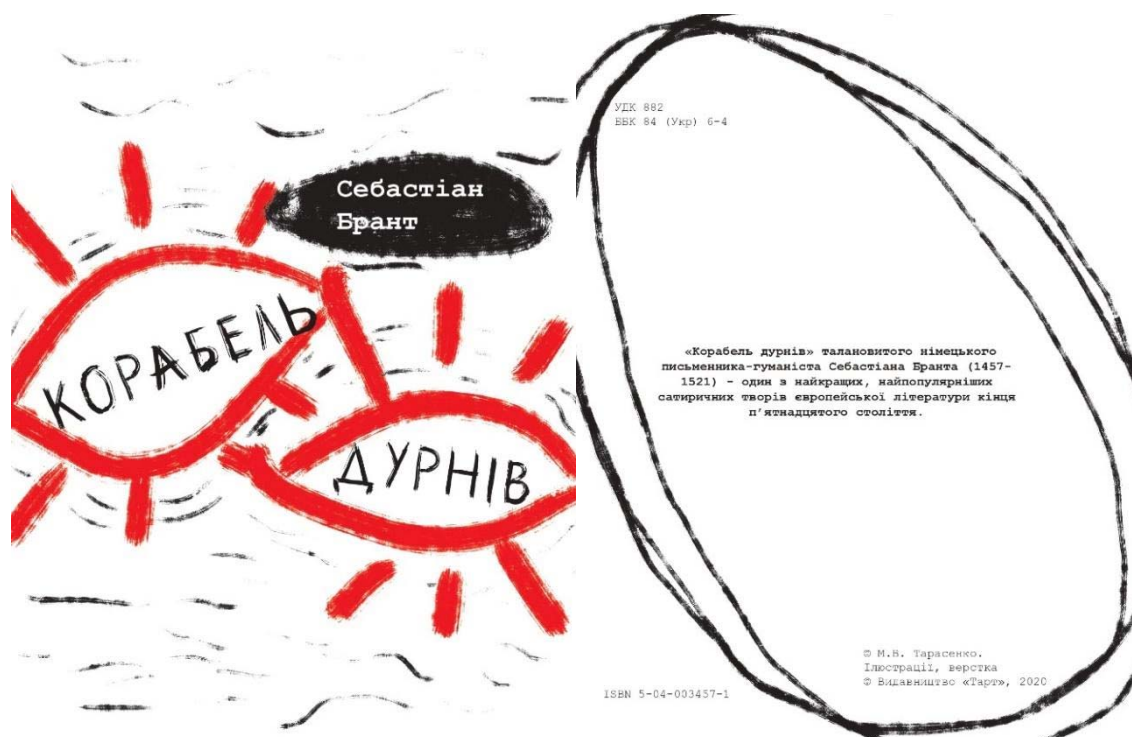 Себастіан
Брант
КОРАБЕЛЬ
ДУРНІВ
УДК 882
ББК 84 (Укр) 6-4
«Корабель дурнів» талановитого німецького
письменника-гуманіста Себастіана Бранта (1457-
1521) - один з найкращих, найпопулярніших
сатиричних творів європейської літератури кінця
п’ятнадцятого століття.
© М.В. Тарасенко.
Ілюстрації, верстка
© Видавництво «Тарт», 2020
ISBN 5-04-003457-1